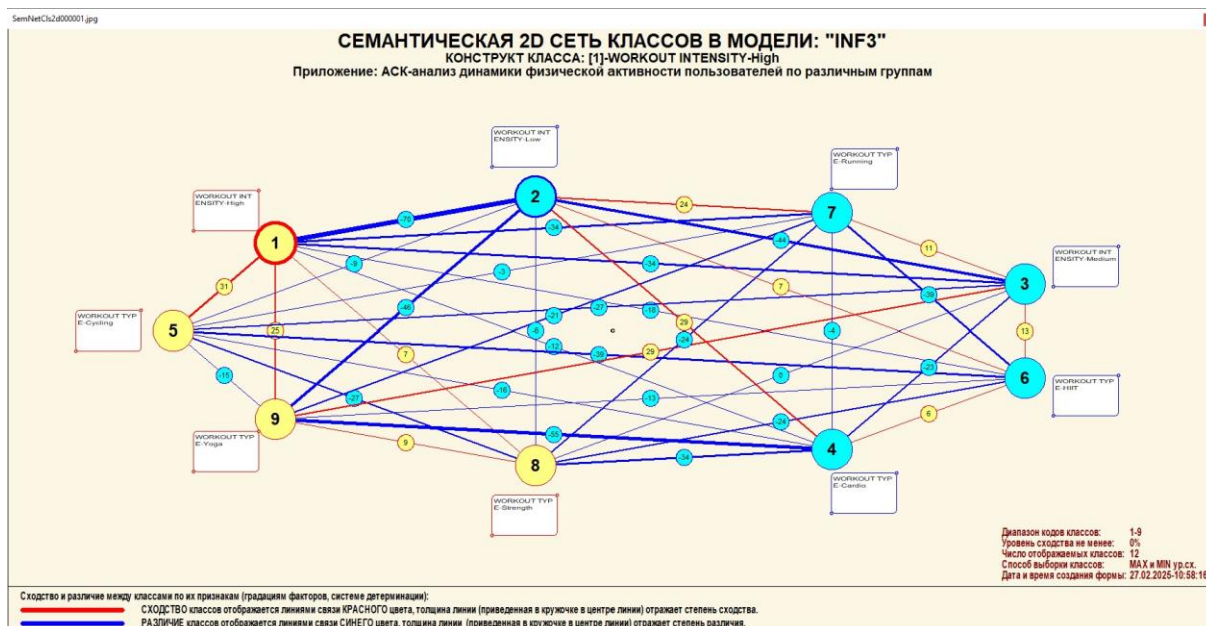 SemNetCls2d000001.jpg
СЕМАНТИЧЕСКАЯ 2D СЕТЬ КЛАССОВ В МОДЕЛИ: "INF3"
КОНСТРУКТ КЛАССА: [1]-WORKOUT INTENSITY-High
Приложение: АСК-анализ динамики физической активности пользователей по различным группам
WORKOUT INT
ENSITY-Low
2
WORKOUT TYP
E-Running
7
WORKOUT INT
ENSITY-High
1
WORKOUT INT
ENSITY-Medium
3
WORKOUT TYP
E-Cycling
5
WORKOUT TYP
E-HIIT
6
WORKOUT TYP
E-Yoga
9
WORKOUT TYP
E-Strength
8
WORKOUT TYP
E-Cardio
4
-70
24
-34
-44
11
-9
-3
-34
31
7
-39
-46
-27
-18
-21
25
-6
29
-4
13
c
-24
-12
7
-39
29
0
-23
-15
-16
-27
-13
6
9
-55
-24
-34
Диапазон кодов классов: 1-9
Уровень сходства не менее: 0%
Число отображаемых классов: 12
Способ выборки классов: MAX и MIN ур.сх.
Дата и время создания формы: 27.02.2025-10:58:16
Сходство и различие между классами по их признакам (градациям факторов, системе детерминации):
СХОДСТВО классов отображается линиями связи КРАСНОГО цвета, толщина линии (приведенная в кружочке в центре линии) отражает степень сходства.
РАЗЛИЧИЕ классов отображается линиями связи СИНЕГО цвета, толщина линии (приведенная в кружочке в центре линии) отражает степень различия.